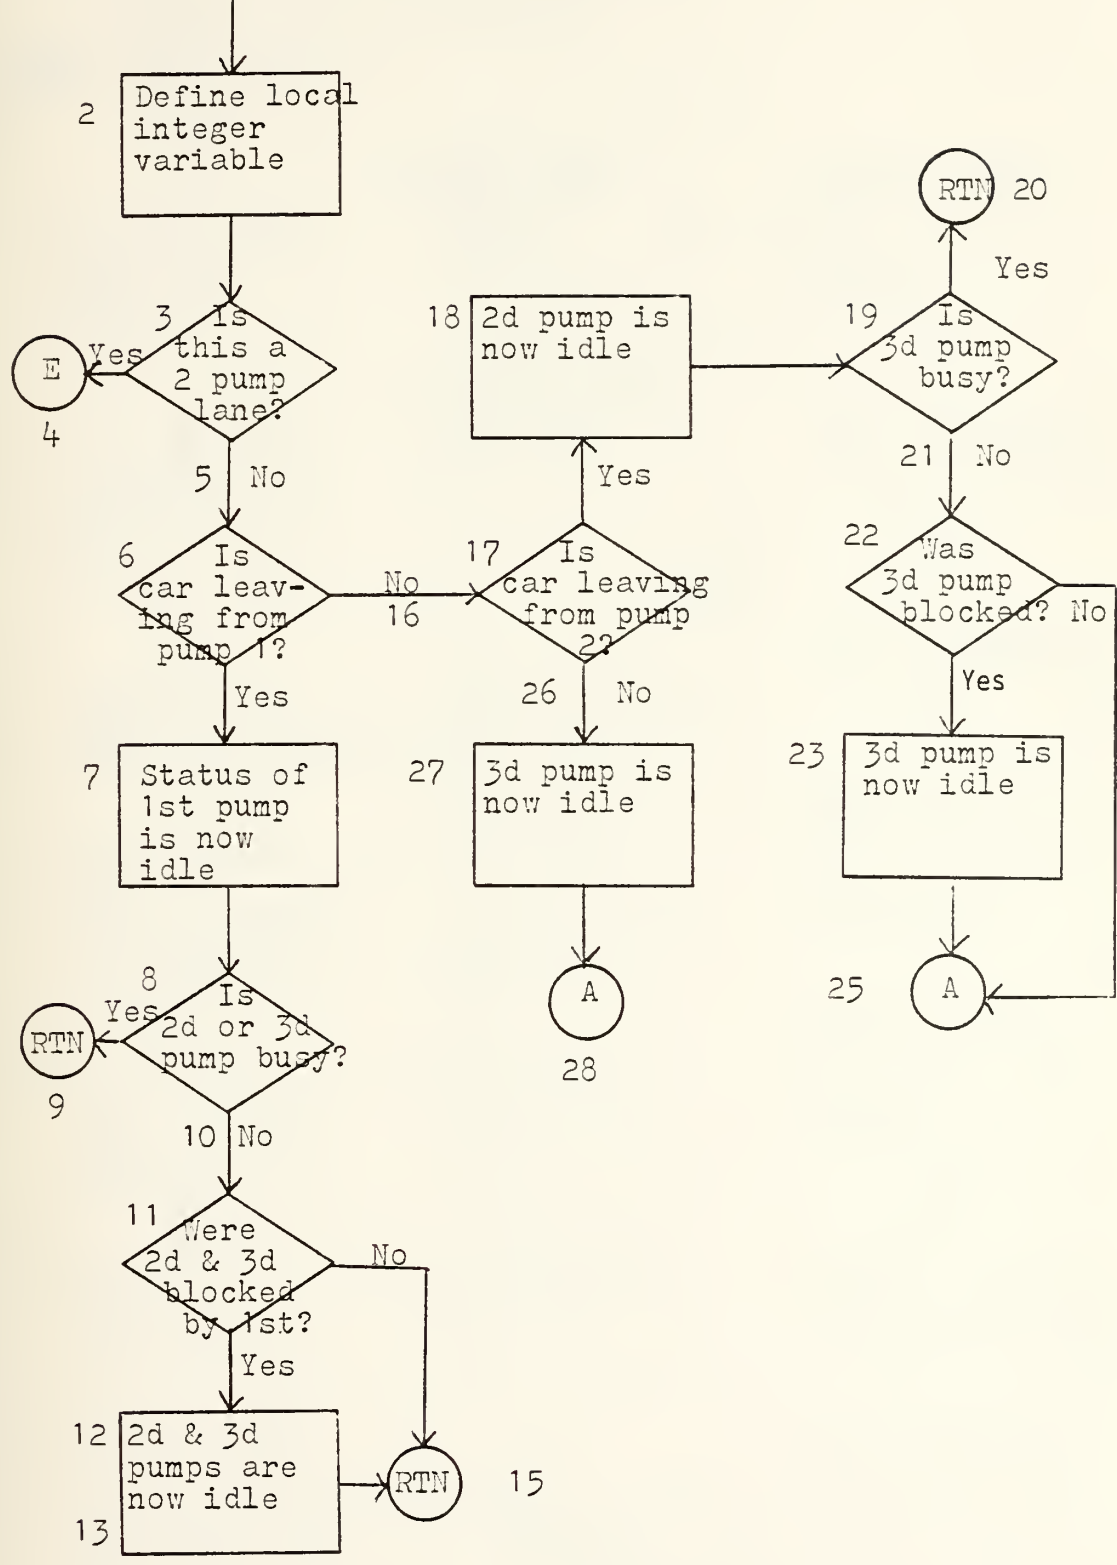 2
Define local
integer
variable
3
Is
this a
2 pump
lane?
Yes
E
4
5
No
6
Is
car leav-
ing from
pump 1?
No
16
Yes
7
Status of
1st pump
is now
idle
8
Is
2d or 3d
pump busy?
Yes
RTN
9
10
No
11
Were
2d & 3d
blocked
by 1st?
No
Yes
12
2d & 3d
pumps are
now idle
13
RTN
15
17
Is
car leaving
from pump
2?
Yes
18
2d pump is
now idle
26
No
27
3d pump is
now idle
A
28
19
Is
3d pump
busy?
Yes
RTN
20
21
No
22
Was
3d pump
blocked?
No
Yes
23
3d pump is
now idle
25
A